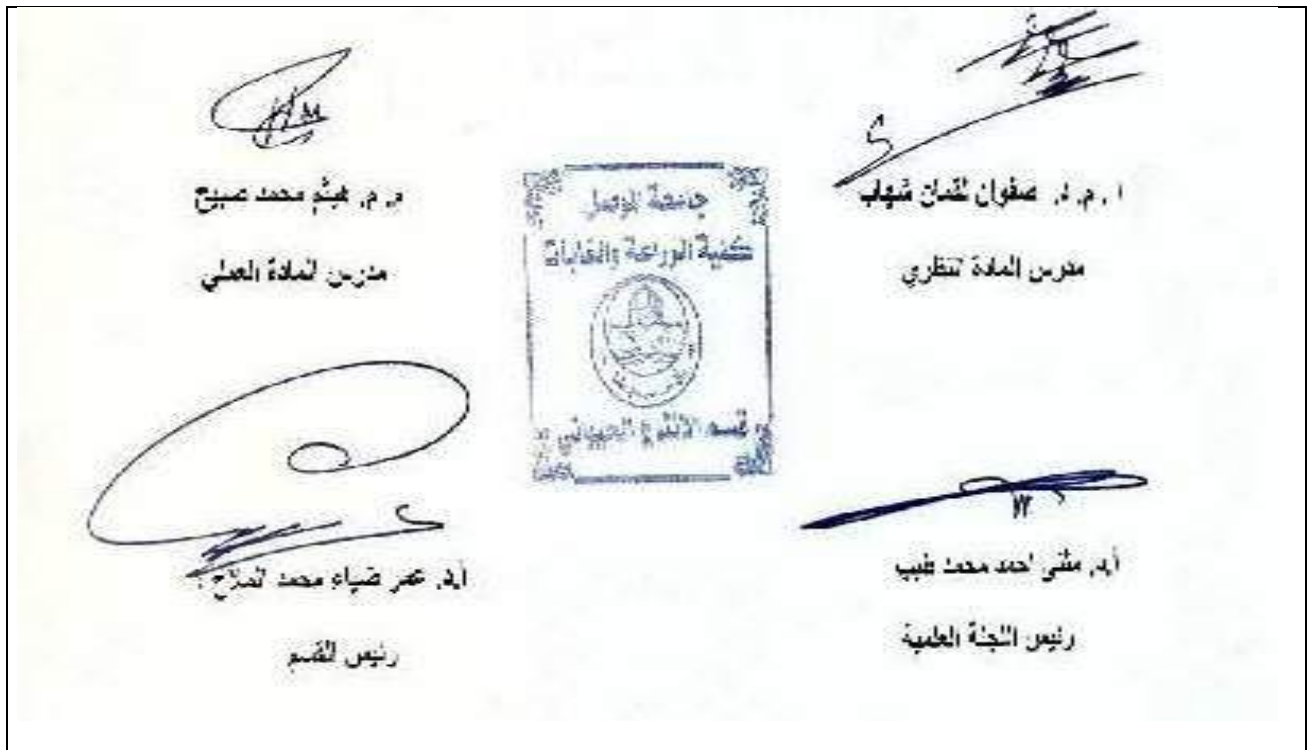 ا . م . د . صفوان لقمان شهاب
مدرس المادة النظري
م . م . هيثم محمد صبيح
مدرس المادة العملي
جامعة الموصل
كلية الزراعة والغابات
قسم الانتاج الحيواني
أ.د. مثنى احمد محمد طيب
رئيس اللجنة العلمية
أ.د. عمر ضياء محمد الملاح
رئيس القسم